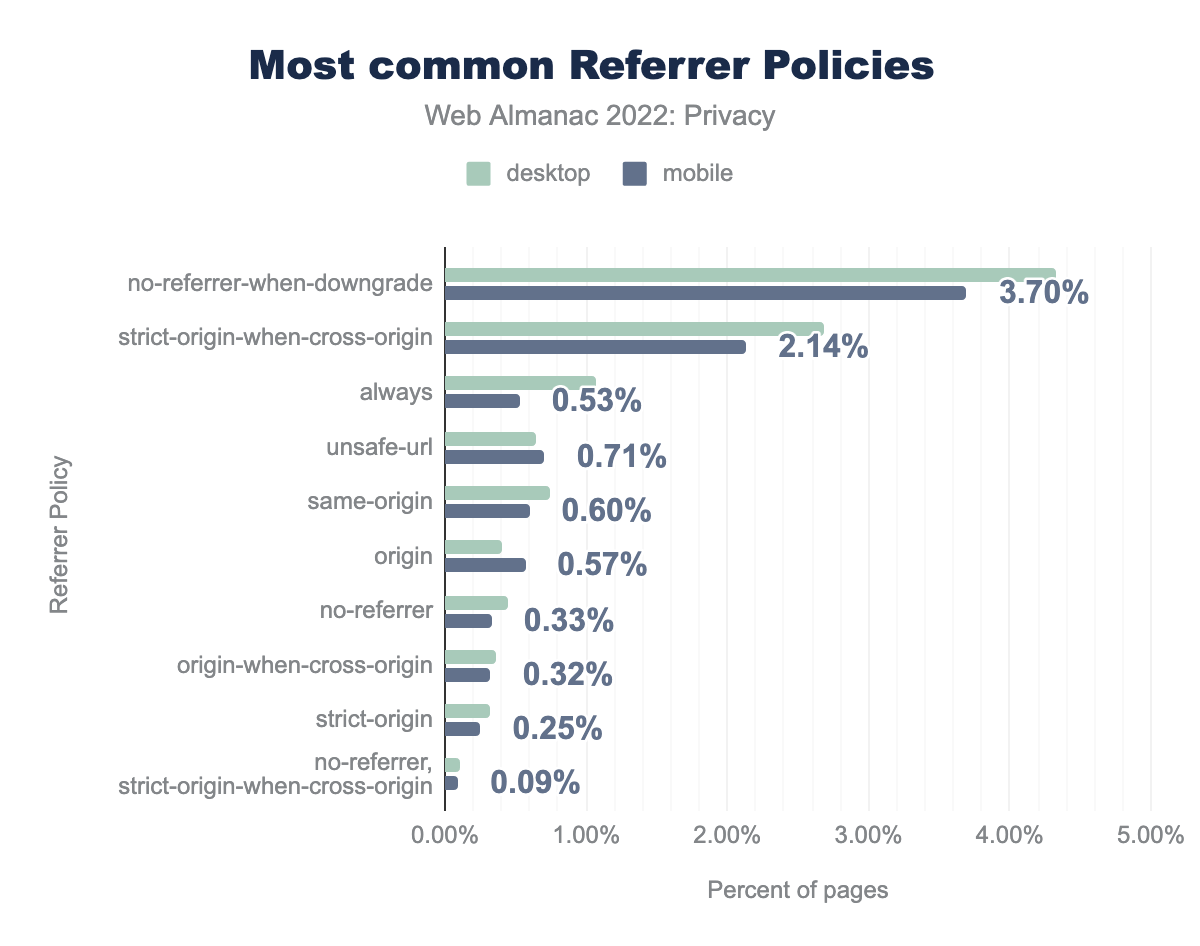 Most common Referrer Policies
Web Almanac 2022: Privacy
desktop
mobile
Referrer Policy
no-referrer-when-downgrade
3.70%
strict-origin-when-cross-origin
2.14%
always
0.53%
unsafe-url
0.71%
same-origin
0.60%
origin
0.57%
no-referrer
0.33%
origin-when-cross-origin
0.32%
strict-origin
0.25%
no-referrer,
strict-origin-when-cross-origin
0.09%
0.00%
1.00%
2.00%
3.00%
4.00%
5.00%
Percent of pages